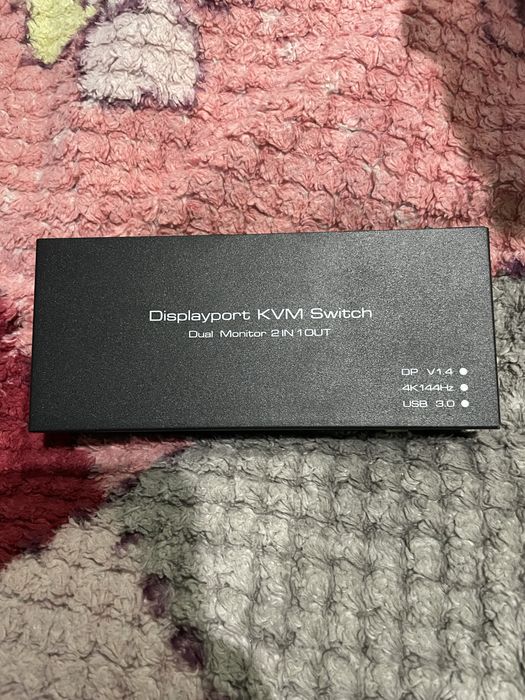 Displayport KVM Switch
Dual Monitor 2IN 1OUT
DP V1.4
4K144Hz
USB 3.0